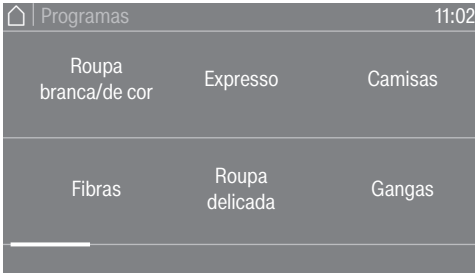 Programas 11:02
Roupa
branca/de cor
Expresso
Camisas
Fibras
Roupa
delicada
Gangas